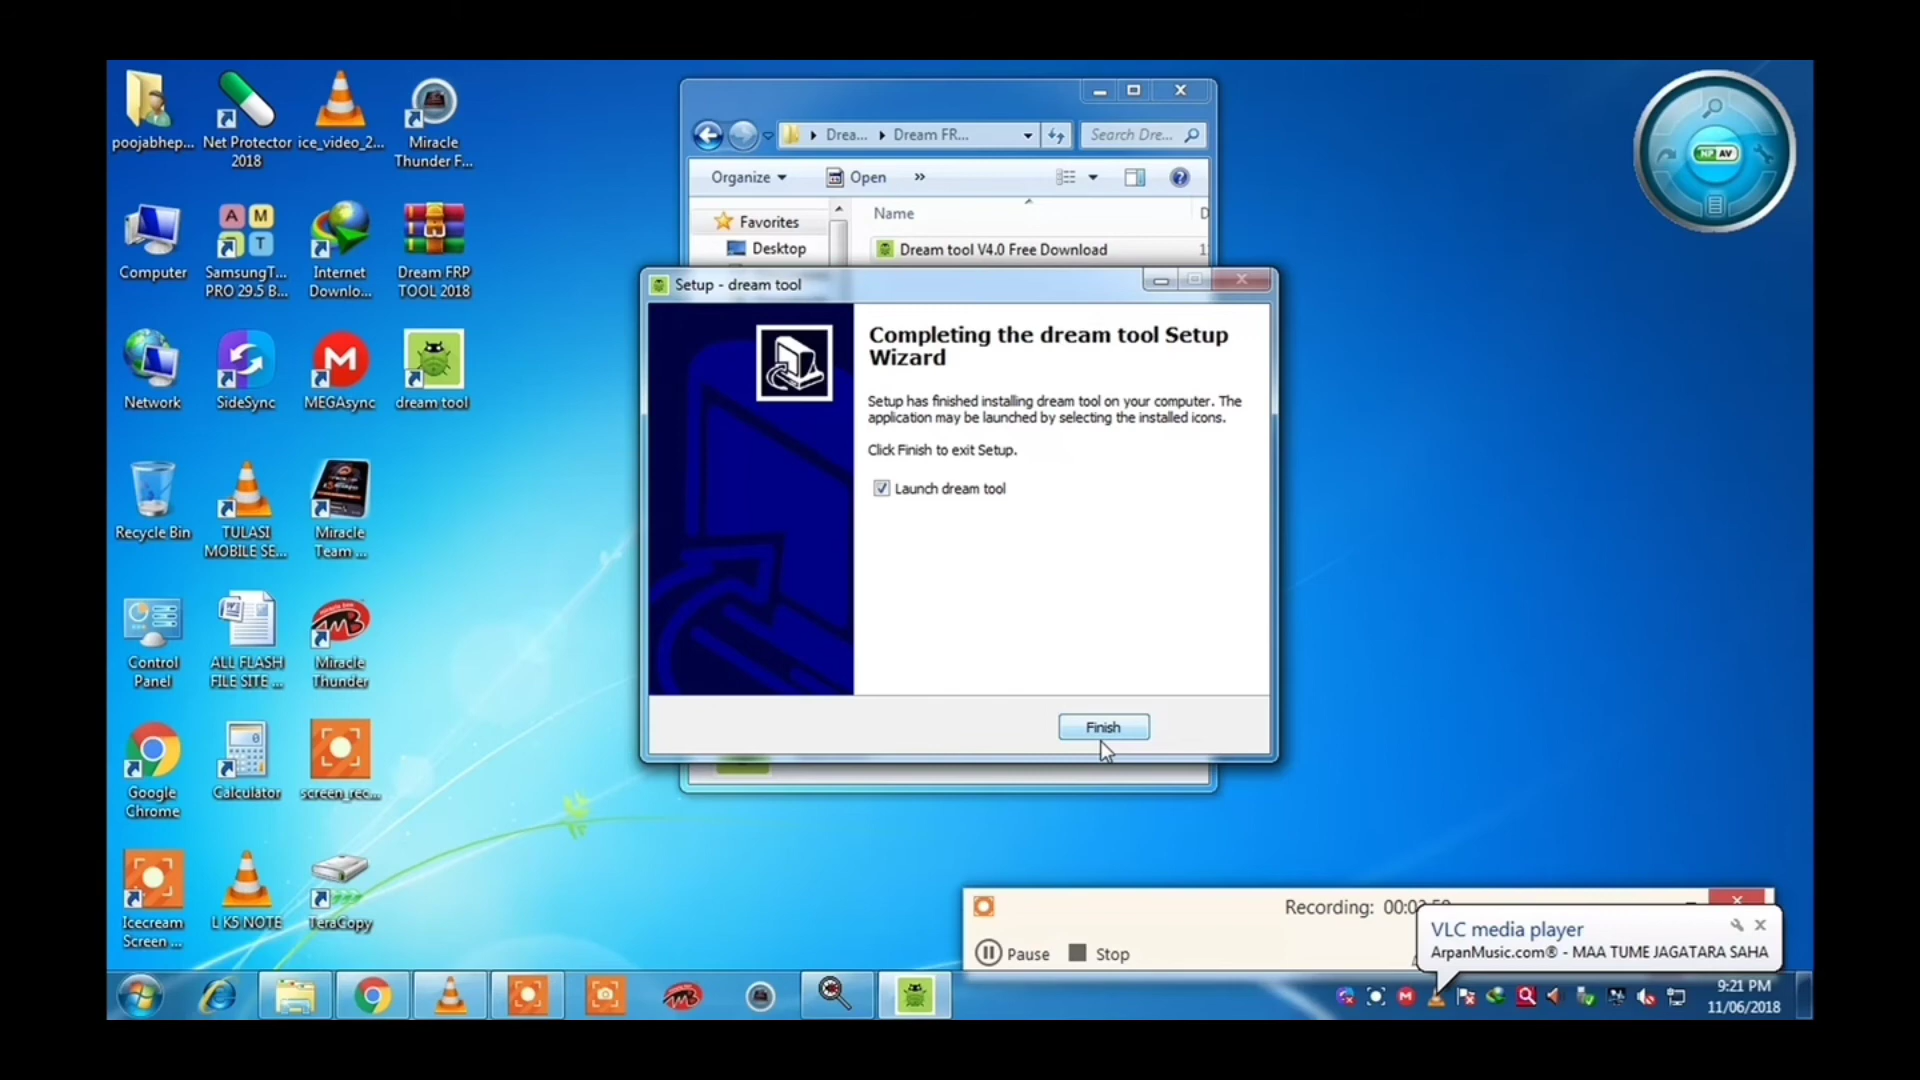 poojabhep...
Net Protector
2018
ice_video_2...
Miracle
Thunder F...
Computer
SamsungT...
PRO 29.5 B...
Internet
Downlo...
Dream FRP
TOOL 2018
Network
SideSync
MEGAsync
dream tool
Recycle Bin
TULASI
MOBILE SE...
Miracle
Team ...
Control
Panel
ALL FLASH
FILE SITE ...
Miracle
Thunder
Google
Chrome
Calculator
screen_rec...
Icecream
Screen ...
L K5 NOTE
TeraCopy
A M
T
M
Drea...
Dream FR...
Search Dre...
Organize
Open
»
Name
D
Favorites
Desktop
Dream tool V4.0 Free Download
Setup - dream tool
Completing the dream tool Setup
Wizard
Setup has finished installing dream tool on your computer. The
application may be launched by selecting the installed icons.
Click Finish to exit Setup.
Launch dream tool
Finish
NP AV
Recording:
Pause
Stop
VLC media player
ArpanMusic.com® - MAA TUME JAGATARA SAHA
9:21 PM
11/06/2018